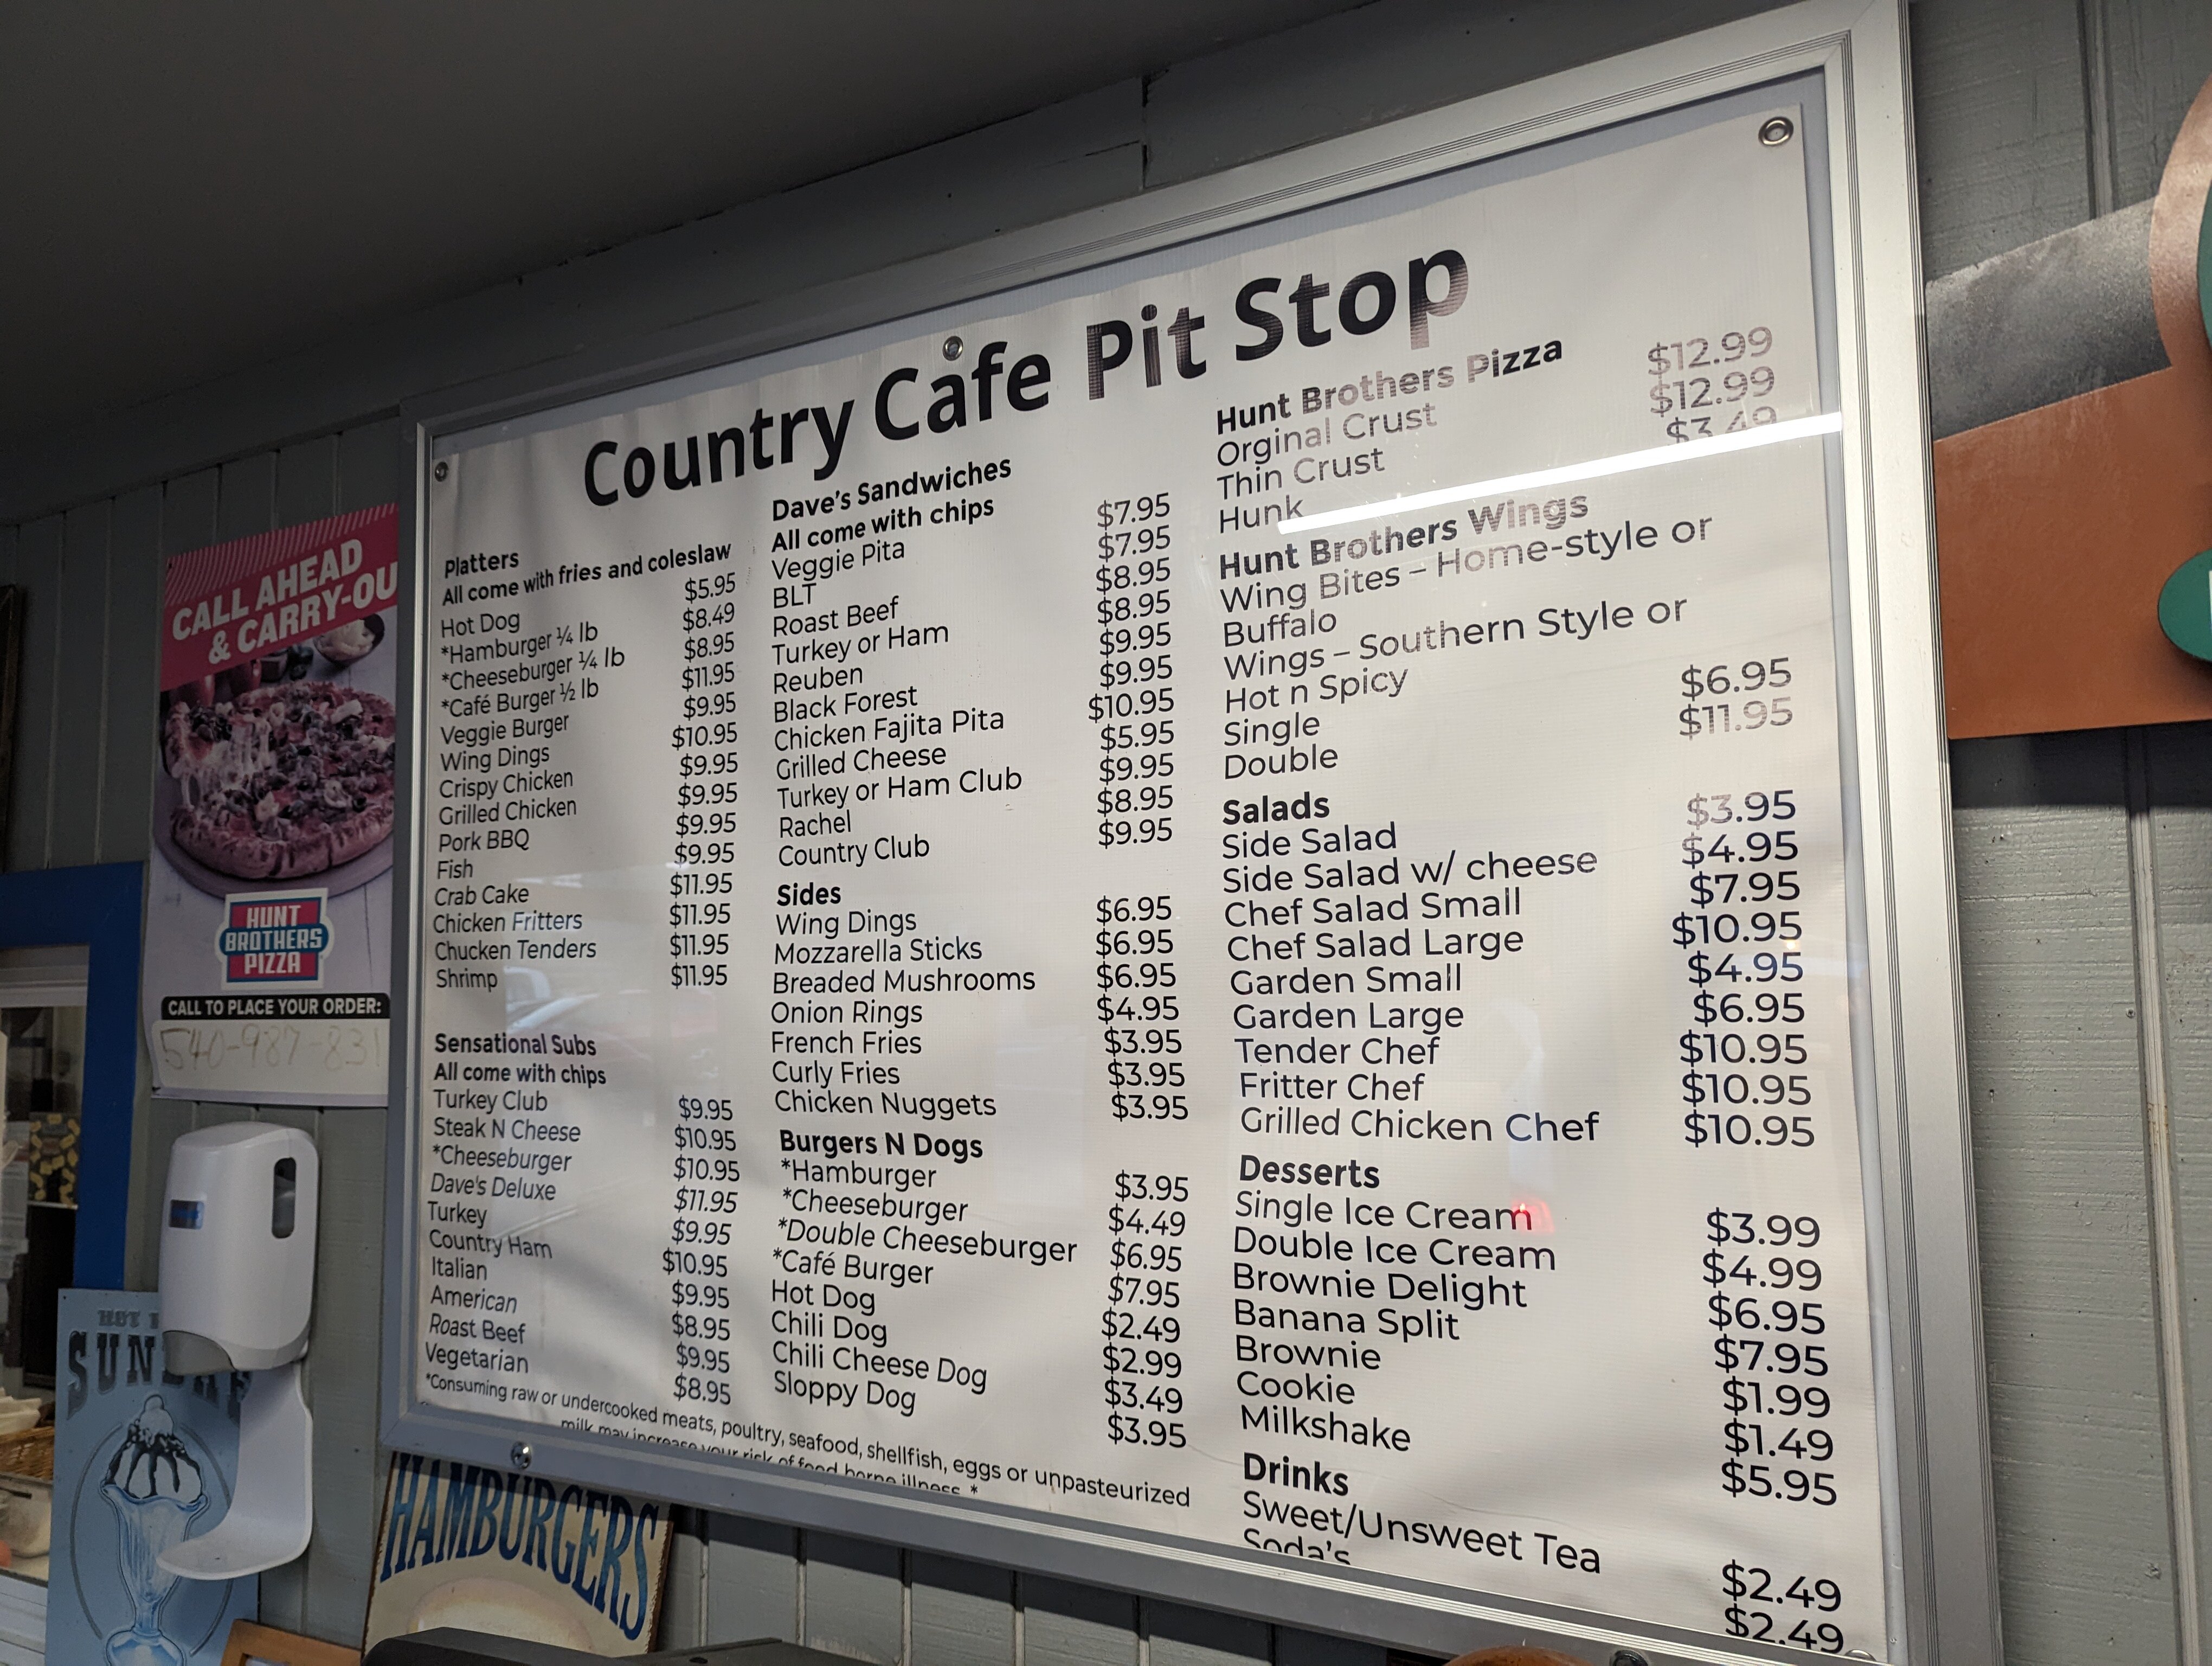 Country Cafe Pit Stop
Platters
All come with fries and coleslaw
Hot Dog $5.95
*Hamburger ¼ lb $8.49
*Cheeseburger ¼ lb $8.95
*Café Burger ½ lb $11.95
Veggie Burger $9.95
Wing Dings $10.95
Crispy Chicken $9.95
Grilled Chicken $9.95
Pork BBQ $9.95
Fish $9.95
Crab Cake $11.95
Chicken Fritters $11.95
Chucken Tenders $11.95
Shrimp $11.95
Sensational Subs
All come with chips
Turkey Club $9.95
Steak N Cheese $10.95
*Cheeseburger $10.95
Dave's Deluxe $11.95
Turkey $9.95
Country Ham $10.95
Italian $9.95
American $8.95
Roast Beef $9.95
Vegetarian $8.95
*Consuming raw or undercooked meats, poultry, seafood, shellfish, eggs or unpasteurized
milk may increase your risk of food borne illness. *
Dave's Sandwiches
All come with chips
Veggie Pita $7.95
BLT $7.95
Roast Beef $8.95
Turkey or Ham $8.95
Reuben $9.95
Black Forest $9.95
Chicken Fajita Pita $10.95
Grilled Cheese $5.95
Turkey or Ham Club $9.95
Rachel $8.95
Country Club $9.95
Sides
Wing Dings $6.95
Mozzarella Sticks $6.95
Breaded Mushrooms $6.95
Onion Rings $4.95
French Fries $3.95
Curly Fries $3.95
Chicken Nuggets $3.95
Burgers N Dogs
*Hamburger $3.95
*Cheeseburger $4.49
*Double Cheeseburger $6.95
*Café Burger $7.95
Hot Dog $2.49
Chili Dog $2.99
Chili Cheese Dog $3.49
Sloppy Dog $3.95
Hunt Brothers Pizza
Orginal Crust $12.99
Thin Crust $12.99
Hunk $3.49
Hunt Brothers Wings
Wing Bites – Home-style or
Buffalo
Wings – Southern Style or
Hot n Spicy
Single $6.95
Double $11.95
Salads
Side Salad $3.95
Side Salad w/ cheese $4.95
Chef Salad Small $7.95
Chef Salad Large $10.95
Garden Small $4.95
Garden Large $6.95
Tender Chef $10.95
Fritter Chef $10.95
Grilled Chicken Chef $10.95
Desserts
Single Ice Cream $3.99
Double Ice Cream $4.99
Brownie Delight $6.95
Banana Split $7.95
Brownie $1.99
Cookie $1.49
Milkshake $5.95
Drinks
Sweet/Unsweet Tea $2.49
Soda's $2.49
CALL AHEAD
& CARRY-OU
HUNT
BROTHERS
PIZZA
CALL TO PLACE YOUR ORDER:
540-987-831
HOT
HAMBURGERS